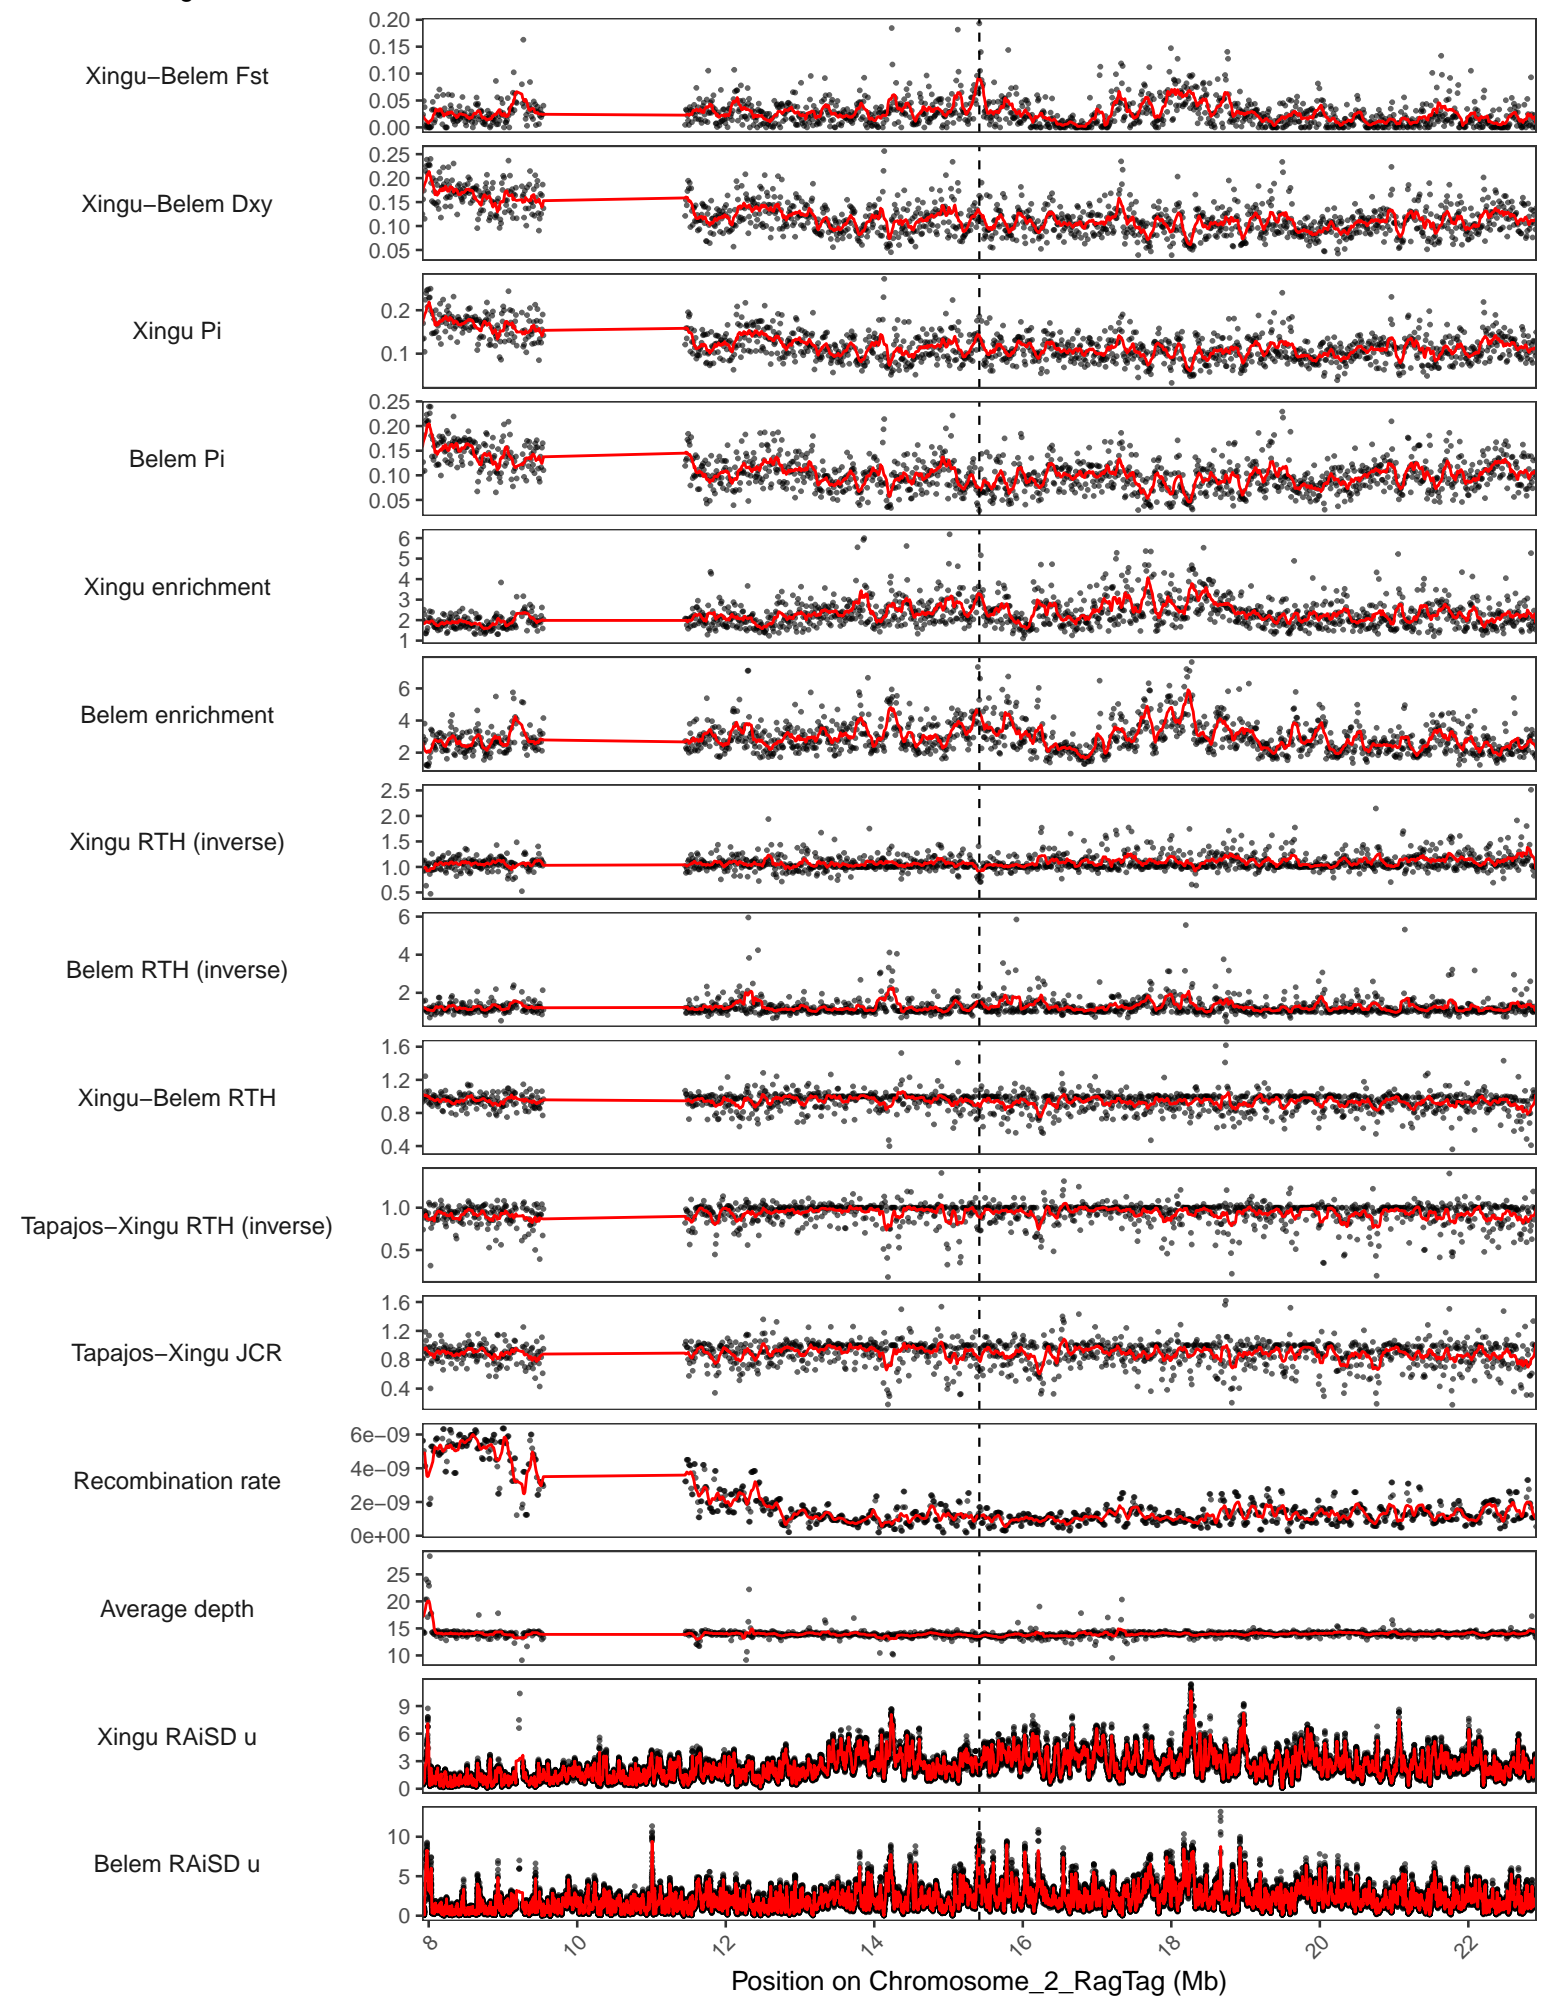 Xingu−Belem Fst
0.20
0.15
0.10
0.05
0.00
Xingu−Belem Dxy
0.25
0.20
0.15
0.10
0.05
Xingu Pi
0.2
0.1
Belem Pi
0.25
0.20
0.15
0.10
0.05
Xingu enrichment
6
5
4
3
2
1
Belem enrichment
6
4
2
Xingu RTH (inverse)
2.5
2.0
1.5
1.0
0.5
Belem RTH (inverse)
6
4
2
Xingu−Belem RTH
1.6
1.2
0.8
0.4
Tapajos−Xingu RTH (inverse)
1.0
0.5
Tapajos−Xingu JCR
1.6
1.2
0.8
0.4
Recombination rate
6e−09
4e−09
2e−09
0e+00
Average depth
25
20
15
10
Xingu RAiSD u
9
6
3
0
Belem RAiSD u
10
5
0
8 10 12 14 16 18 20 22
Position on Chromosome_2_RagTag (Mb)